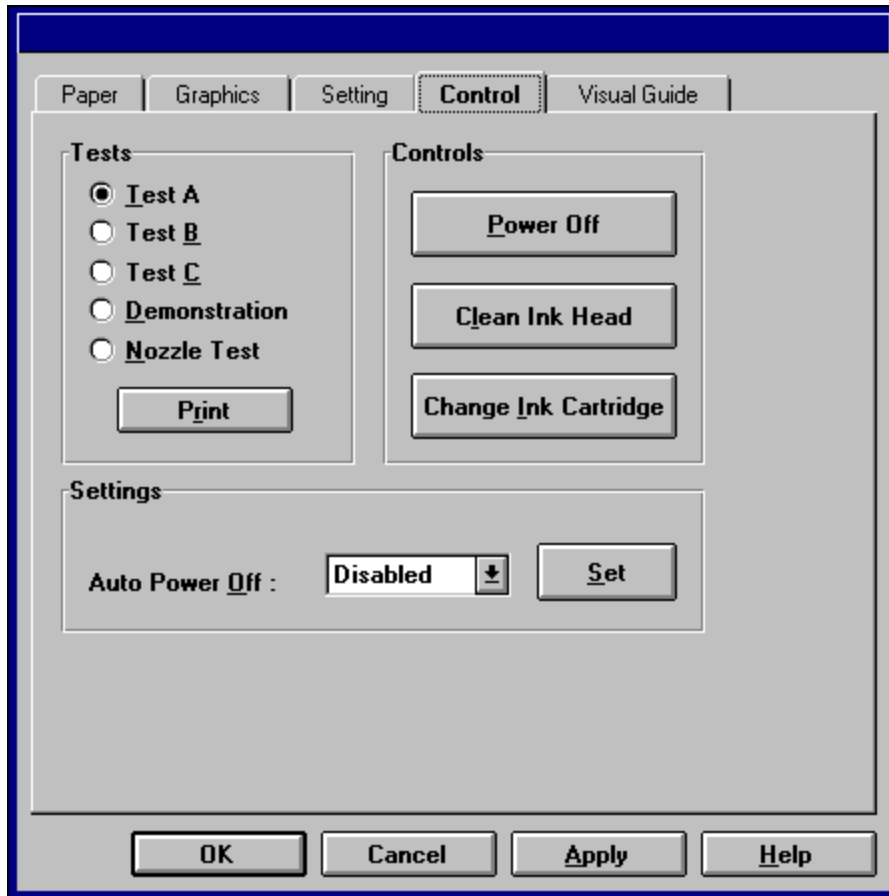 Paper Graphics Setting Control Visual Guide
Tests
Test A
Test B
Test C
Demonstration
Nozzle Test
Print
Controls
Power Off
Clean Ink Head
Change Ink Cartridge
Settings
Auto Power Off : Disabled Set
OK Cancel Apply Help